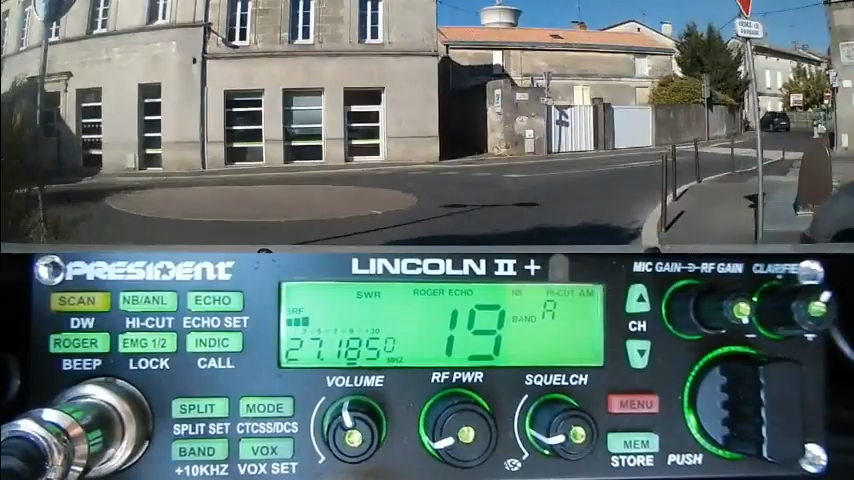 PRESIDENT
LINCOLN II +
MIC GAIN RF GAIN
CLARIFIER
SCAN
NB/ANL
ECHO
DW
HI-CUT
ECHO SET
ROGER
EMG 1/2
INDIC
BEEP
LOCK
CALL
SWR
ROGER ECHO
NB
HI-CUT AM
SRF
27.1850 MHZ
19
BAND A
CH
VOLUME
RF PWR
SQUELCH
SPLIT
MODE
SPLIT SET
CTCSS/DCS
BAND
VOX
+10KHZ
VOX SET
MENU
MEM
STORE
PUSH